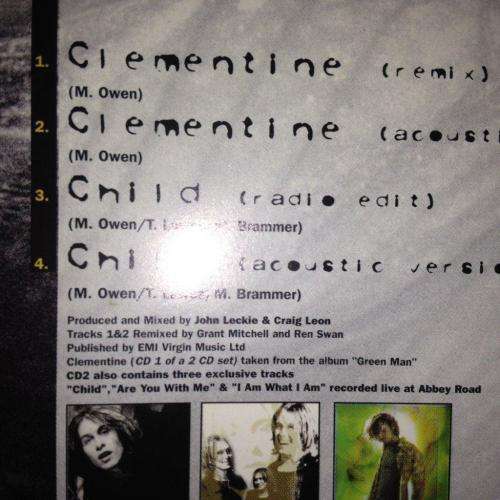 1. Clementine (remix)
(M. Owen)
2. Clementine (acousti
(M. Owen)
3. Child (radio edit)
(M. Owen/T. Brammer)
4. Chi (acoustic versio
(M. Owen/T. M. Brammer)
Produced and Mixed by John Leckie & Craig Leon
Tracks 1&2 Remixed by Grant Mitchell and Ren Swan
Published by EMI Virgin Music Ltd
Clementine (CD 1 of a 2 CD set) taken from the album "Green Man"
CD2 also contains three exclusive tracks
"Child","Are You With Me" & "I Am What I Am" recorded live at Abbey Road